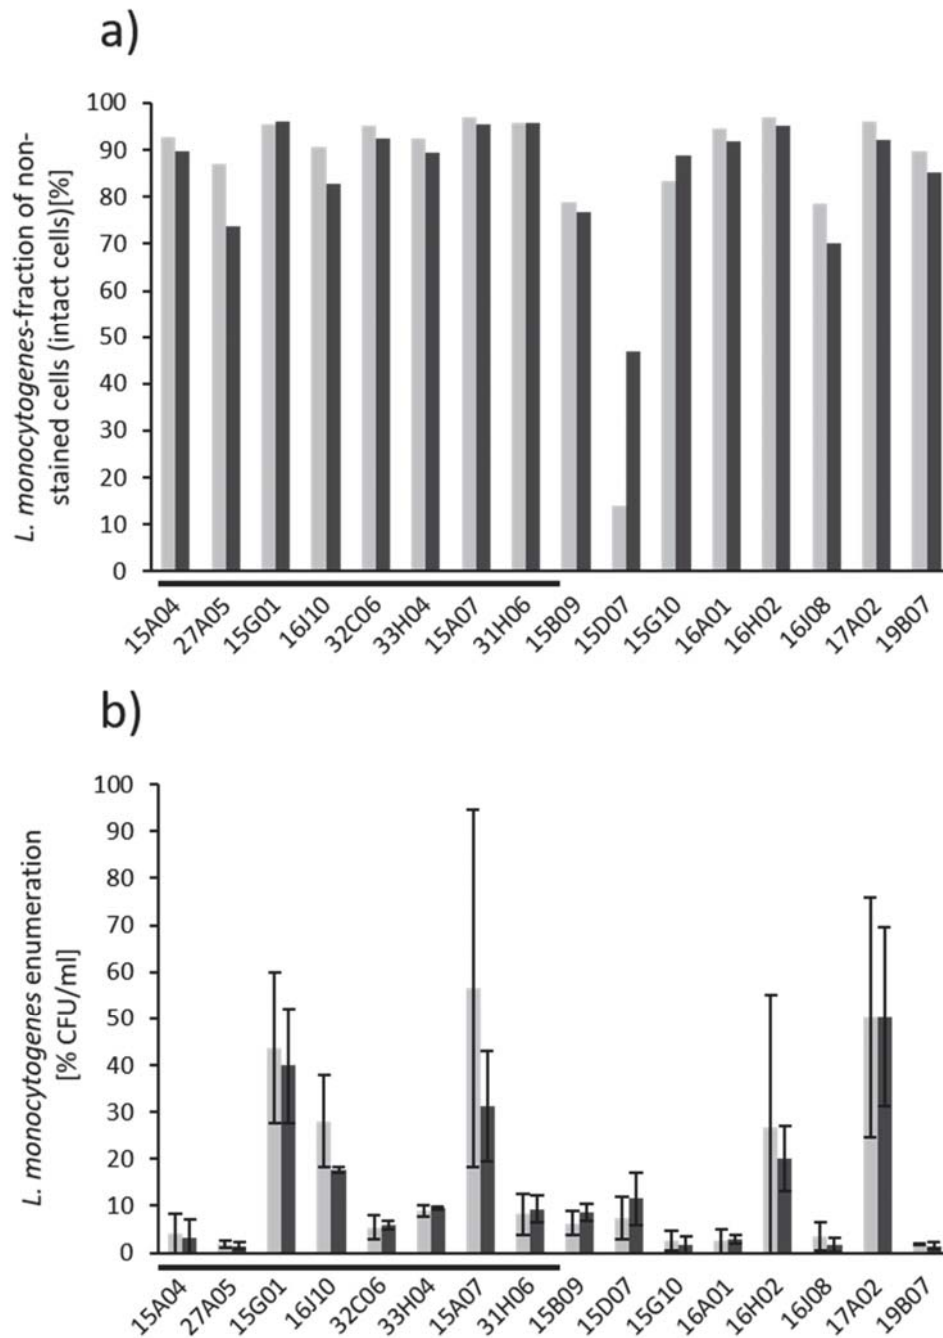 a)
L. monocytogenes-fraction of non-
stained cells (intact cells)[%]
100
90
80
70
60
50
40
30
20
10
0
15A04
27A05
15G01
16J10
32C06
33H04
15A07
31H06
15B09
15D07
15G10
16A01
16H02
16J08
17A02
19B07
b)
L. monocytogenes enumeration
[% CFU/ml]
100
90
80
70
60
50
40
30
20
10
0
15A04
27A05
15G01
16J10
32C06
33H04
15A07
31H06
15B09
15D07
15G10
16A01
16H02
16J08
17A02
19B07